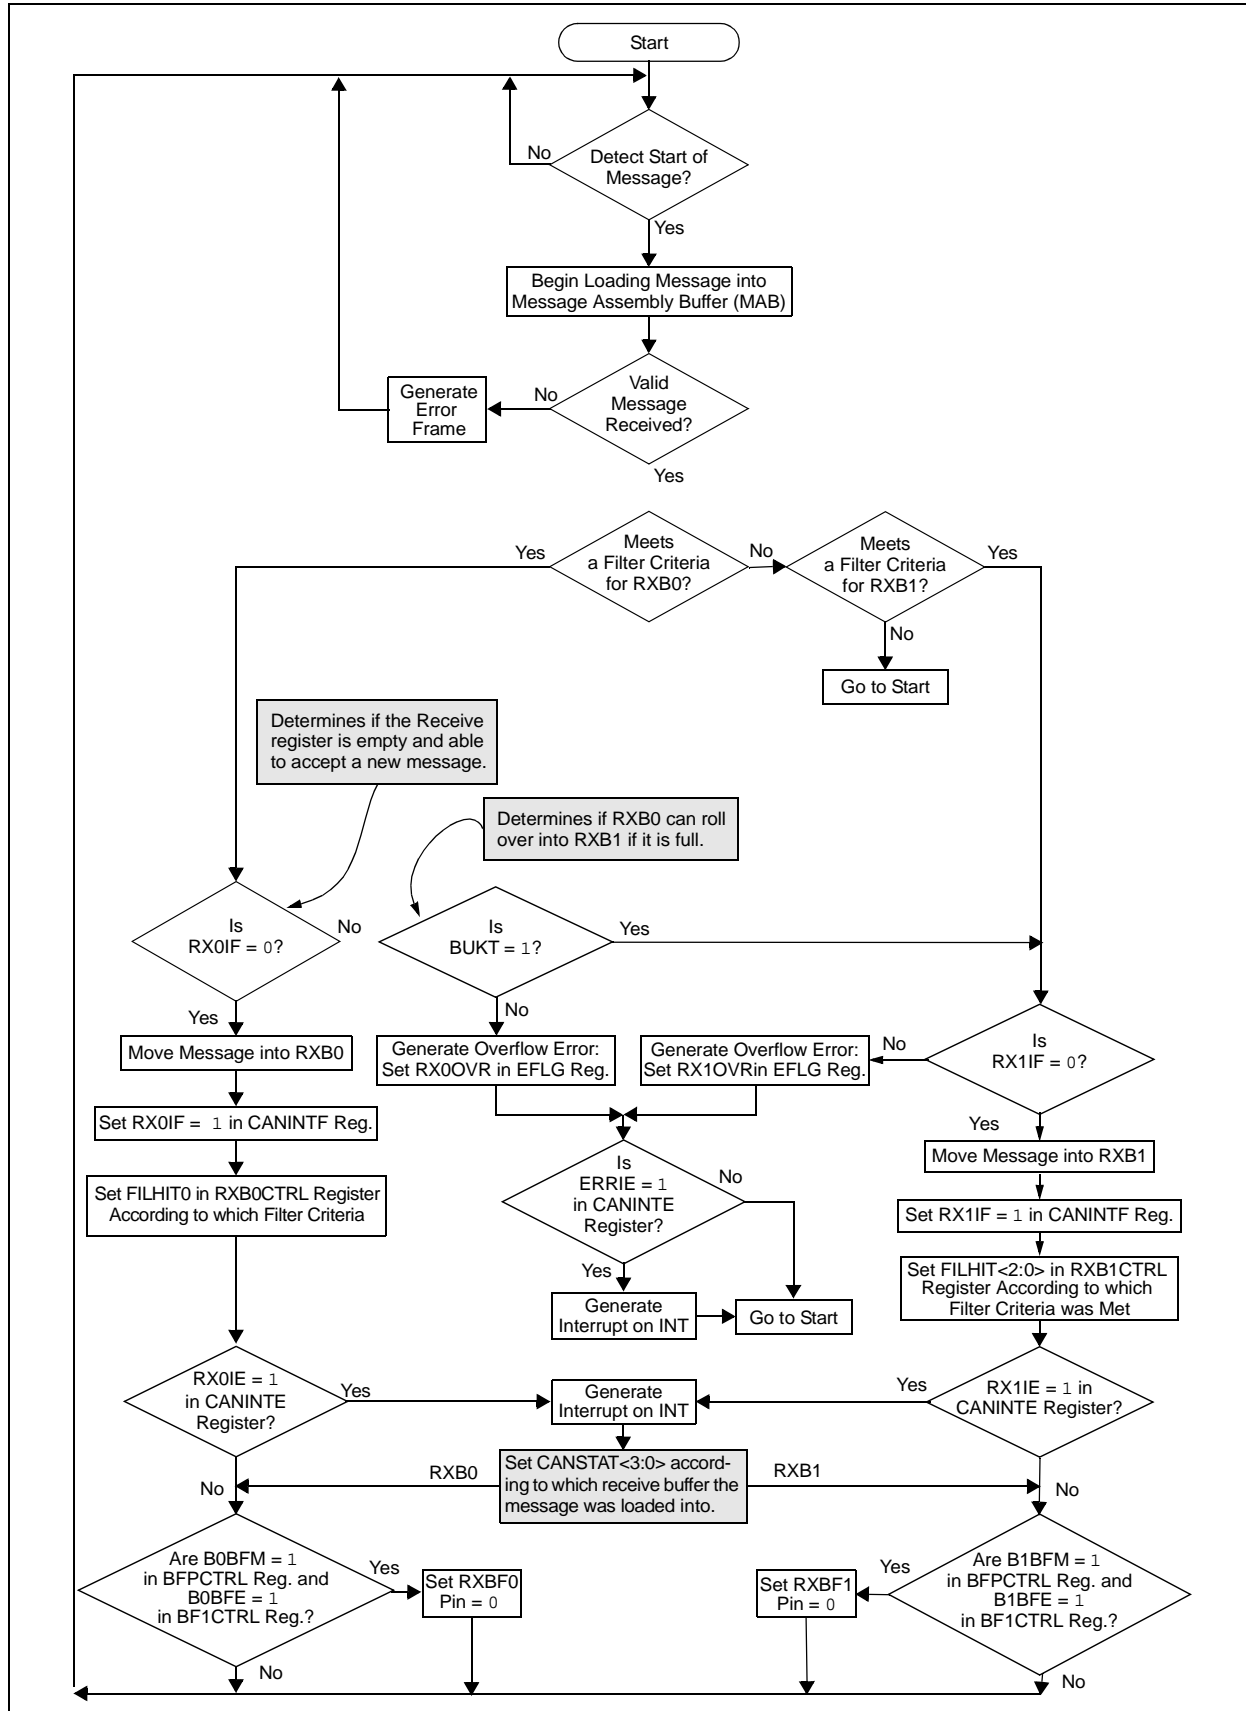 Start
No
Detect Start of
Message?
Yes
Begin Loading Message into
Message Assembly Buffer (MAB)
Generate
Error
Frame
No
Valid
Message
Received?
Yes
Yes
Meets
a Filter Criteria
for RXB0?
No
Meets
a Filter Criteria
for RXB1?
Yes
No
Go to Start
Determines if the Receive
register is empty and able
to accept a new message.
Determines if RXB0 can roll
over into RXB1 if it is full.
Is
RX0IF = 0?
No
Is
BUKT = 1?
Yes
Yes
No
Move Message into RXB0
Generate Overflow Error:
Set RX0OVR in EFLG Reg.
Generate Overflow Error:
Set RX1OVRin EFLG Reg.
No
Is
RX1IF = 0?
Set RX0IF = 1 in CANINTF Reg.
Yes
Move Message into RXB1
Set FILHIT0 in RXB0CTRL Register
According to which Filter Criteria
Is
ERRIE = 1
in CANINTE
Register?
No
Set RX1IF = 1 in CANINTF Reg.
Yes
Set FILHIT<2:0> in RXB1CTRL
Register According to which
Filter Criteria was Met
Generate
Interrupt on INT
Go to Start
RX0IE = 1
in CANINTE
Register?
Yes
Generate
Interrupt on INT
Yes
RX1IE = 1 in
CANINTE Register?
No
RXB0
Set CANSTAT<3:0> accord-
ing to which receive buffer the
message was loaded into.
RXB1
No
Are B0BFM = 1
in BFPCTRL Reg. and
B0BFE = 1
in BF1CTRL Reg.?
Yes
Set RXBF0
Pin = 0
Set RXBF1
Pin = 0
Yes
Are B1BFM = 1
in BFPCTRL Reg. and
B1BFE = 1
in BF1CTRL Reg.?
No
No